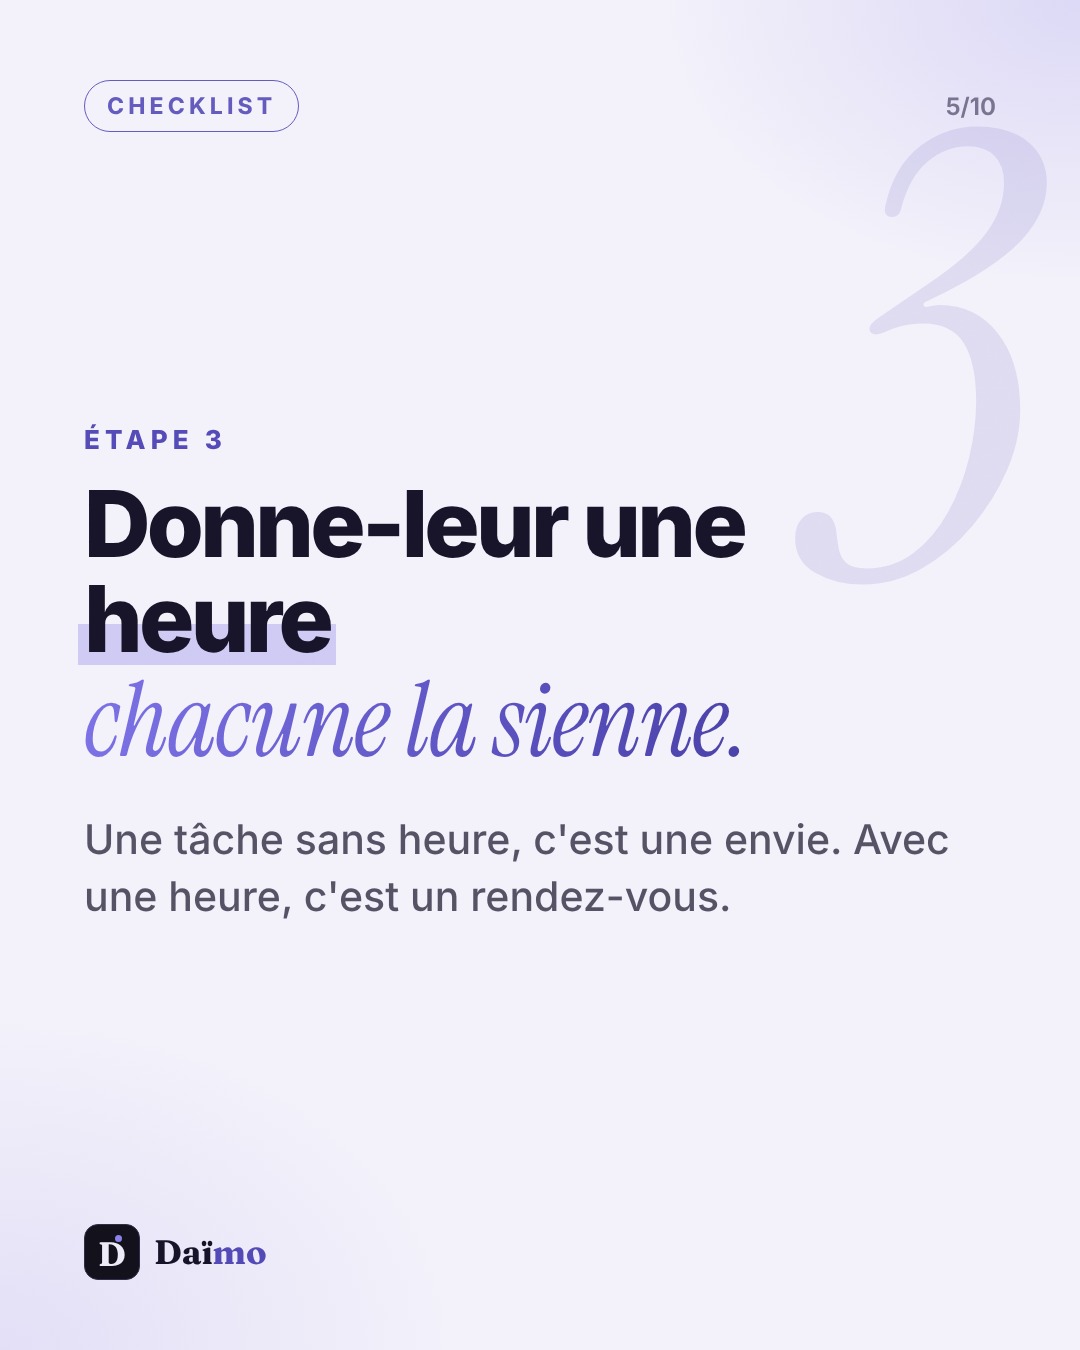 CHECKLIST
5/10
3
ÉTAPE 3
Donne-leur une
heure
chacune la sienne.
Une tâche sans heure, c'est une envie. Avec
une heure, c'est un rendez-vous.
D
Daïmo